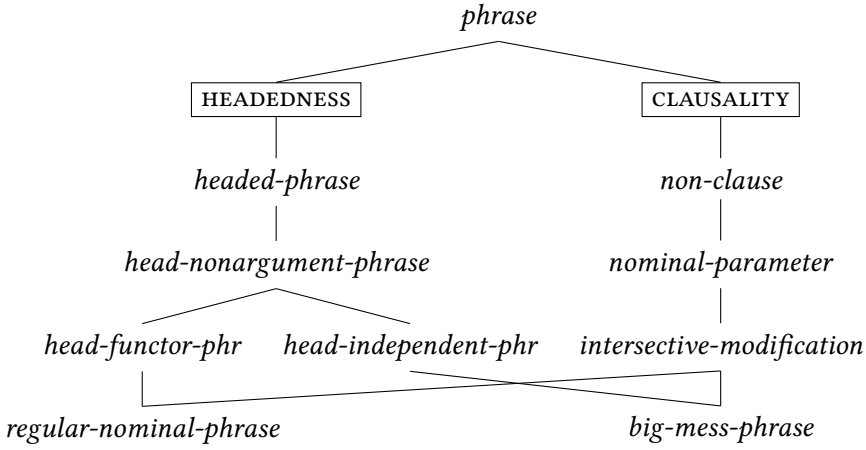 phrase
HEADEDNESS CLAUSALITY
headed-phrase non-clause
head-nonargument-phrase nominal-parameter
head-functor-phr head-independent-phr intersective-modification
regular-nominal-phrase big-mess-phrase